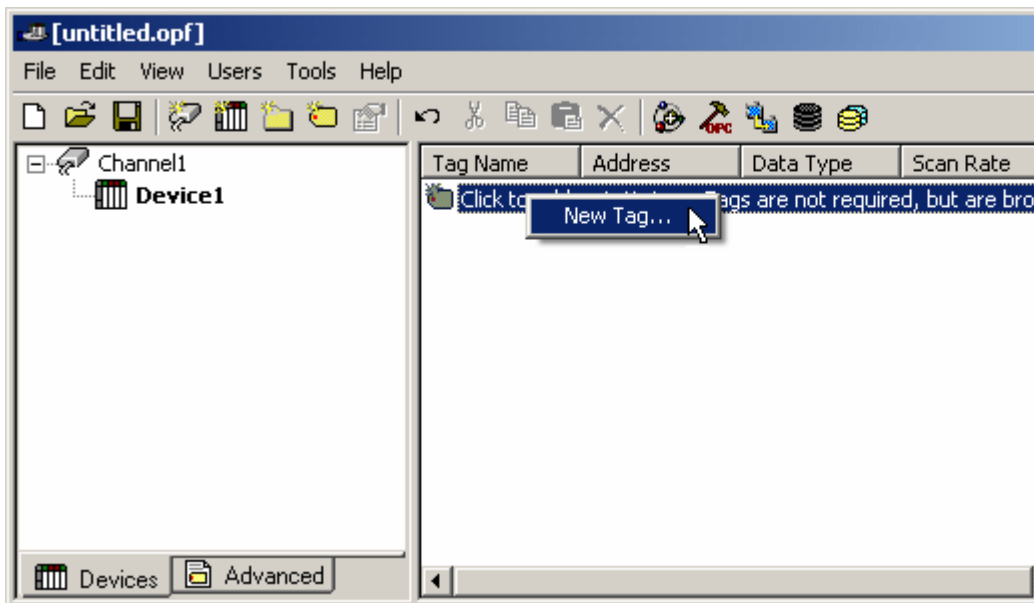 [untitled.opf]
File Edit View Users Tools Help
OPC
Channel1
Device1
Tag Name Address Data Type Scan Rate
Click to are not required, but are bro
New Tag...
Devices Advanced